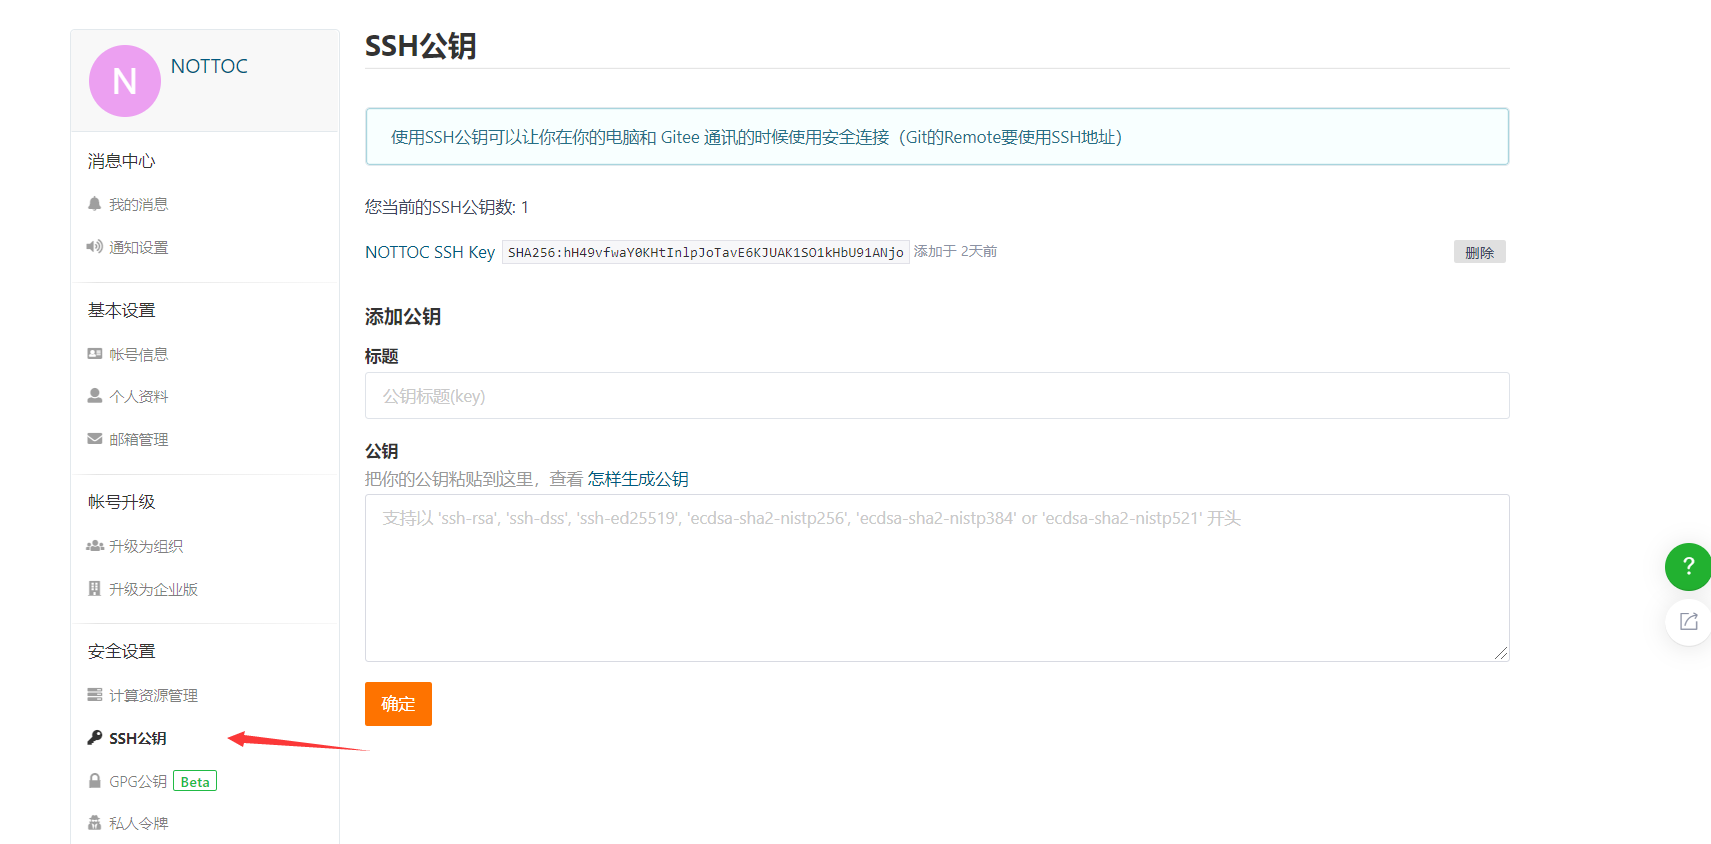 N
NOTTOC
消息中心
我的消息
通知设置
基本设置
帐号信息
个人资料
邮箱管理
帐号升级
升级为组织
升级为企业版
安全设置
计算资源管理
SSH公钥
GPG公钥 Beta
私人令牌
SSH公钥
使用SSH公钥可以让你在你的电脑和 Gitee 通讯的时候使用安全连接（Git的Remote要使用SSH地址）
您当前的SSH公钥数: 1
NOTTOC SSH Key SHA256:hH49vfwaY0KHtInlpJoTavE6KJUAK1SO1kHbU91ANjo 添加于 2天前 删除
添加公钥
标题
公钥标题(key)
公钥
把你的公钥粘贴到这里，查看 怎样生成公钥
支持以 'ssh-rsa', 'ssh-dss', 'ssh-ed25519', 'ecdsa-sha2-nistp256', 'ecdsa-sha2-nistp384' or 'ecdsa-sha2-nistp521' 开头
确定
?